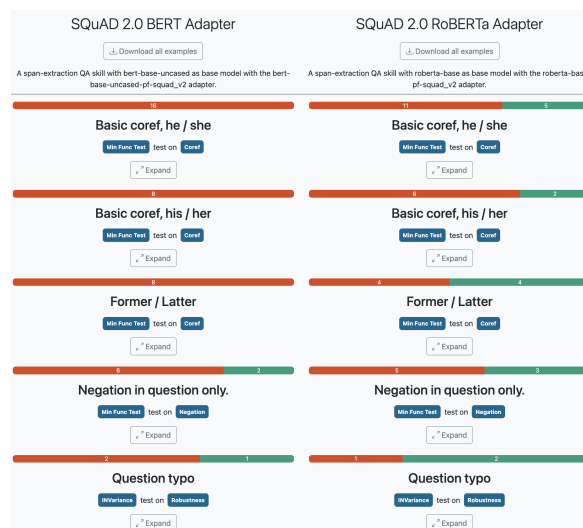 SQuAD 2.0 BERT Adapter
Download all examples
A span-extraction QA skill with bert-base-uncased as base model with the bert-
base-uncased-pf-squad_v2 adapter.
16
Basic coref, he / she
Min Func Test test on Coref
Expand
8
Basic coref, his / her
Min Func Test test on Coref
Expand
8
Former / Latter
Min Func Test test on Coref
Expand
6 2
Negation in question only.
Min Func Test test on Negation
Expand
2 1
Question typo
INVariance test on Robustness
Expand
SQuAD 2.0 RoBERTa Adapter
Download all examples
A span-extraction QA skill with roberta-base as base model with the roberta-bas
pf-squad_v2 adapter.
11 5
Basic coref, he / she
Min Func Test test on Coref
Expand
6 2
Basic coref, his / her
Min Func Test test on Coref
Expand
4 4
Former / Latter
Min Func Test test on Coref
Expand
5 3
Negation in question only.
Min Func Test test on Negation
Expand
1 2
Question typo
INVariance test on Robustness
Expand